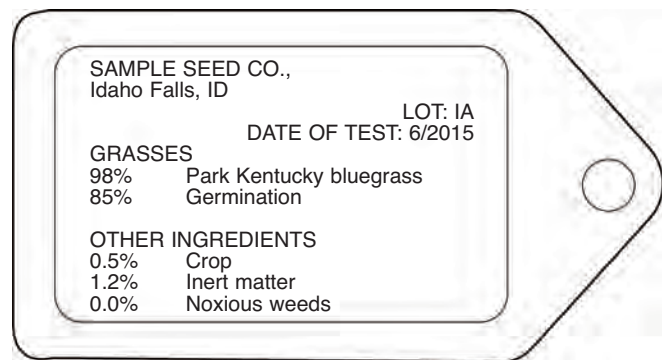 SAMPLE SEED CO.,
Idaho Falls, ID
LOT: IA
DATE OF TEST: 6/2015
GRASSES
98% Park Kentucky bluegrass
85% Germination
OTHER INGREDIENTS
0.5% Crop
1.2% Inert matter
0.0% Noxious weeds